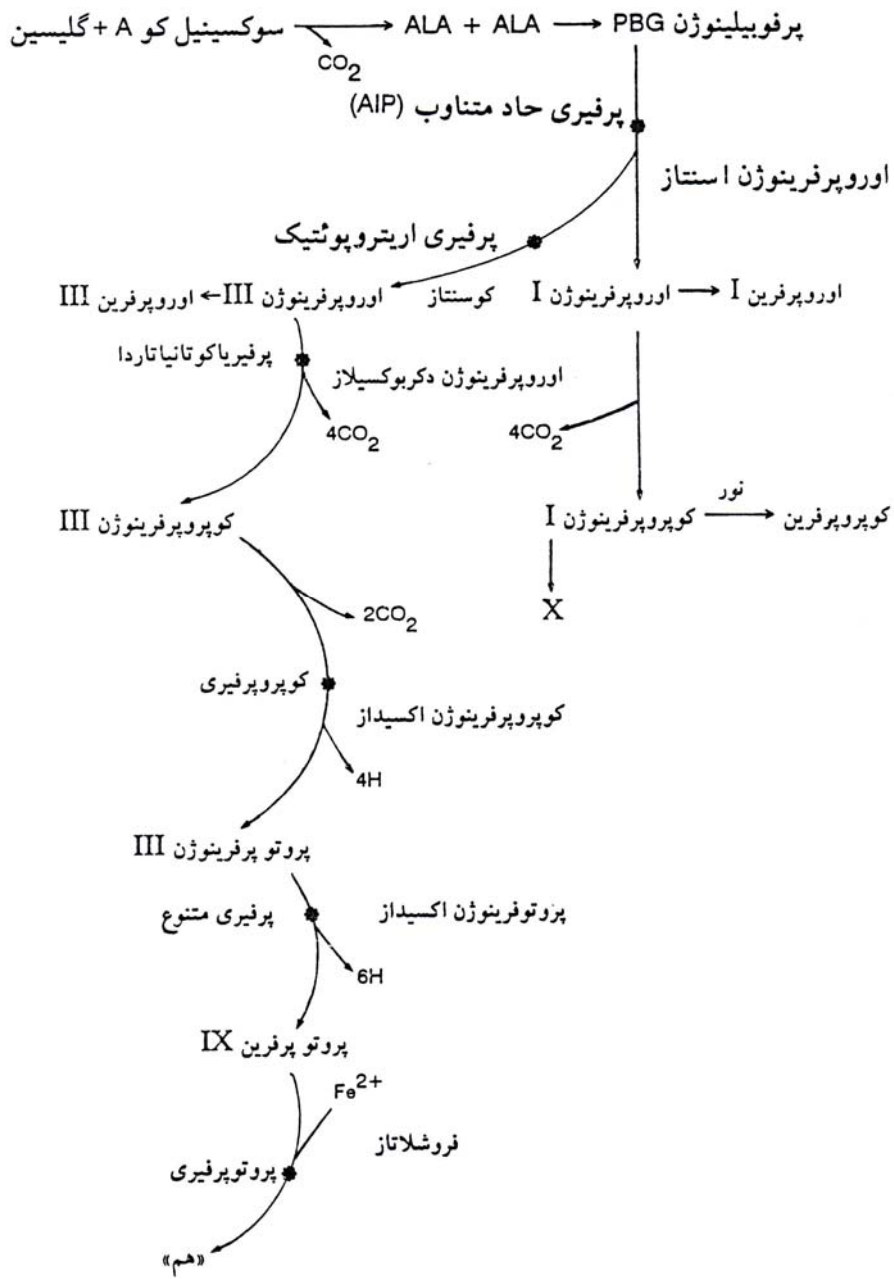 سوکسینیل کو A + گلیسین → ALA + ALA → PBG پرفوبیلینوژن
CO2
پرفیری حاد متناوب (AIP)
اوروپرفرینوژن I سنتاز
پرفیری اریتروپوئتیک
اوروپرفرین III ← اوروپرفرینوژن III کوسنتاز اوروپرفرینوژن I → اوروپرفرین I
پرفیریاکوتانیاتاردا
اوروپرفرینوژن دکربوکسیلاز
4CO2 4CO2
نور
کوپروپرفرینوژن III کوپروپرفرینوژن I → کوپروپرفرین
X
2CO2
کوپروپرفیری
کوپروپرفرینوژن اکسیداز
4H
پروتو پرفرینوژن III
پرفیری متنوع پروتوفرینوژن اکسیداز
6H
پروتو پرفرین IX
Fe2+
فروشلاتاز
پروتوپرفیری
«هم»